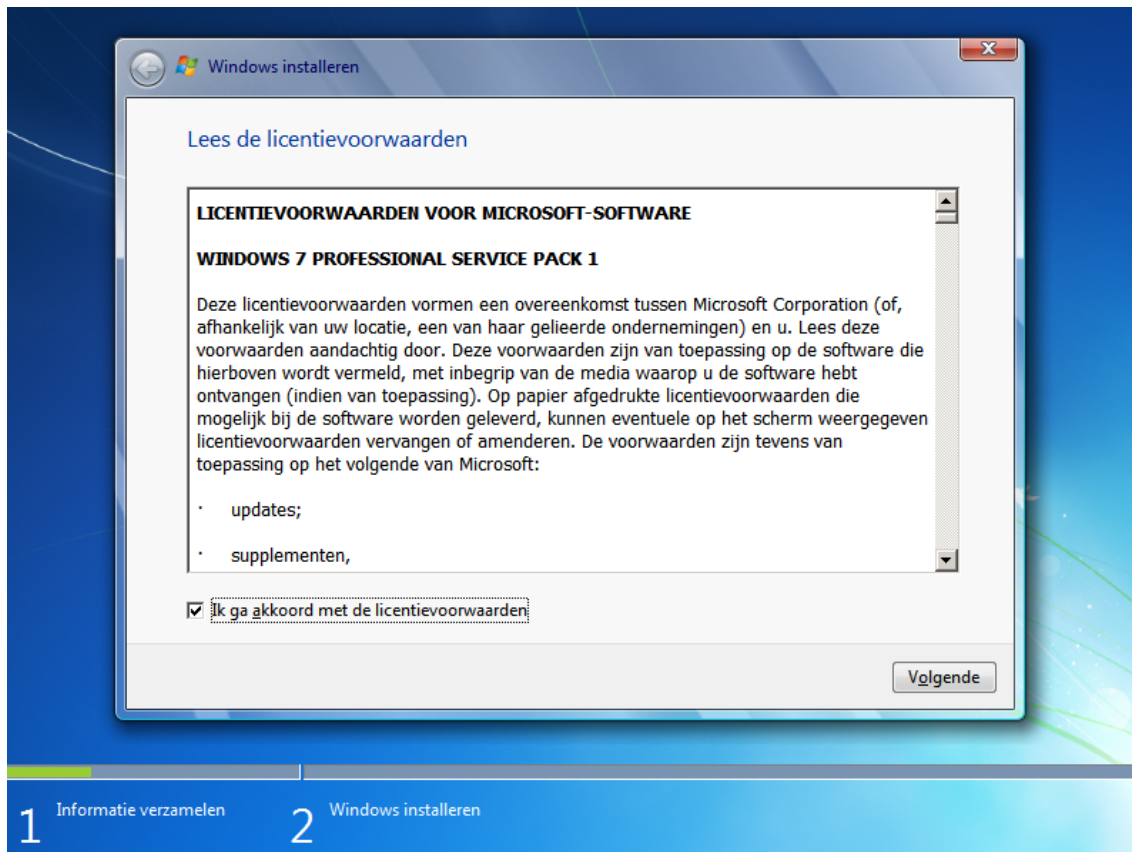 Windows installeren
Lees de licentievoorwaarden
LICENTIEVOORWAARDEN VOOR MICROSOFT-SOFTWARE
WINDOWS 7 PROFESSIONAL SERVICE PACK 1
Deze licentievoorwaarden vormen een overeenkomst tussen Microsoft Corporation (of,
afhankelijk van uw locatie, een van haar gelieerde ondernemingen) en u. Lees deze
voorwaarden aandachtig door. Deze voorwaarden zijn van toepassing op de software die
hierboven wordt vermeld, met inbegrip van de media waarop u de software hebt
ontvangen (indien van toepassing). Op papier afgedrukte licentievoorwaarden die
mogelijk bij de software worden geleverd, kunnen eventuele op het scherm weergegeven
licentievoorwaarden vervangen of amenderen. De voorwaarden zijn tevens van
toepassing op het volgende van Microsoft:
· updates;
· supplementen,
Ik ga akkoord met de licentievoorwaarden
Volgende
1 Informatie verzamelen
2 Windows installeren